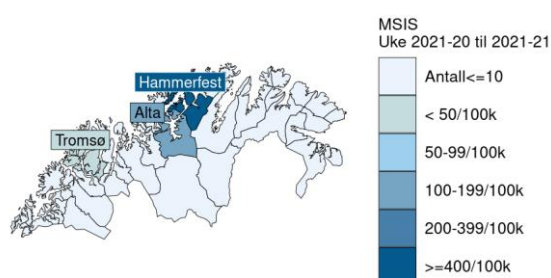 MSIS
Uke 2021-20 til 2021-21
Hammerfest
Alta
Tromsø
Antall<=10
< 50/100k
50-99/100k
100-199/100k
200-399/100k
>=400/100k